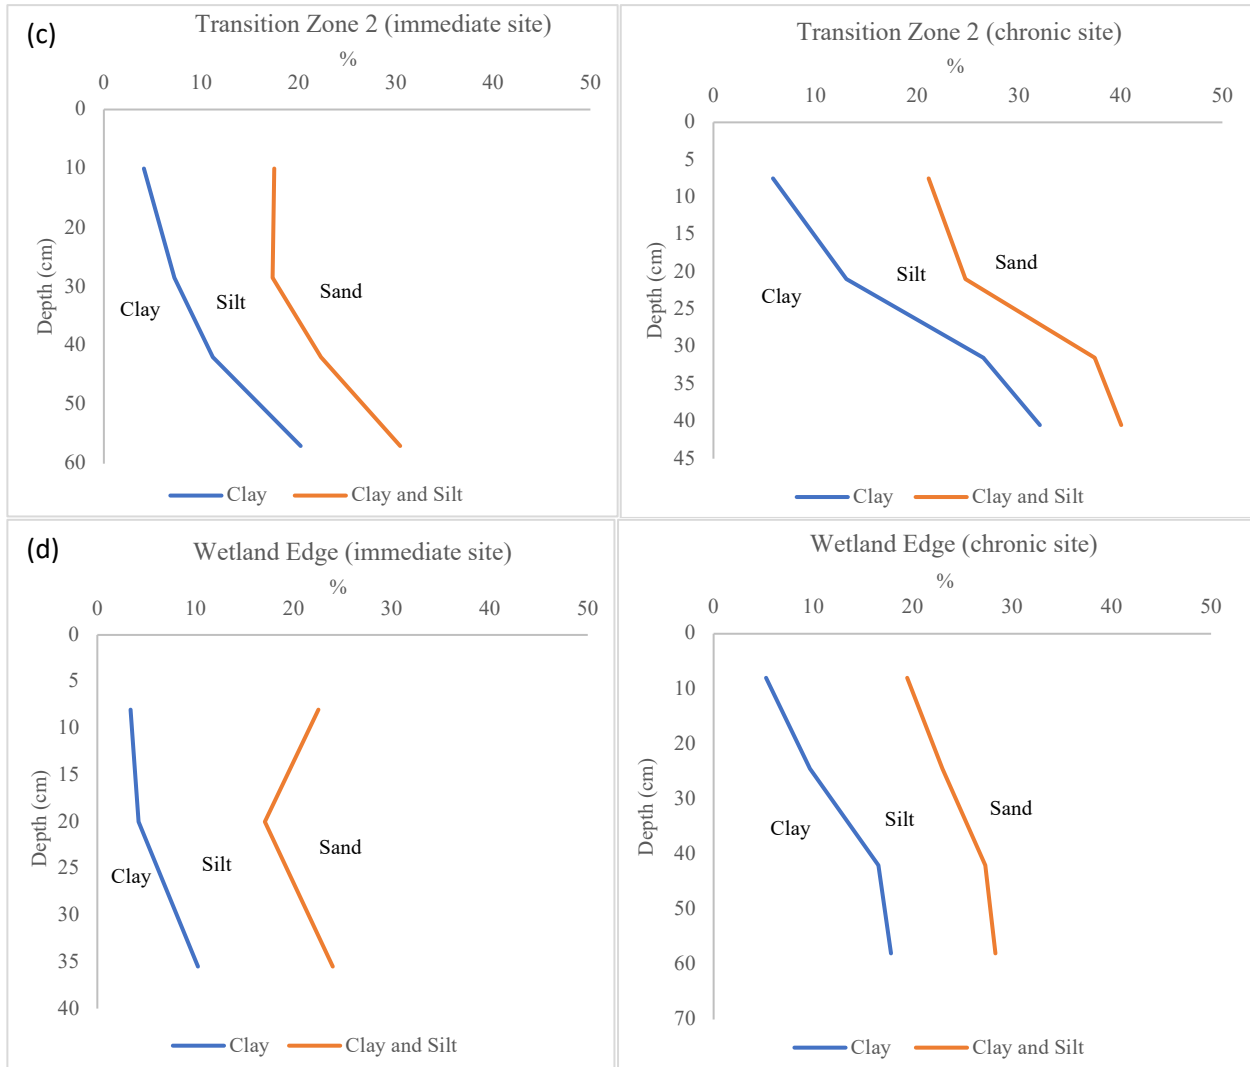 (c)
Transition Zone 2 (immediate site)
%
0 10 20 30 40 50
0
10
20
30
40
50
60
Depth (cm)
Clay
Silt
Sand
Clay Clay and Silt
Transition Zone 2 (chronic site)
%
0 10 20 30 40 50
0
5
10
15
20
25
30
35
40
45
Depth (cm)
Clay
Silt
Sand
Clay Clay and Silt
(d)
Wetland Edge (immediate site)
%
0 10 20 30 40 50
0
5
10
15
20
25
30
35
40
Depth (cm)
Clay
Silt
Sand
Clay Clay and Silt
Wetland Edge (chronic site)
%
0 10 20 30 40 50
0
10
20
30
40
50
60
70
Depth (cm)
Clay
Silt
Sand
Clay Clay and Silt